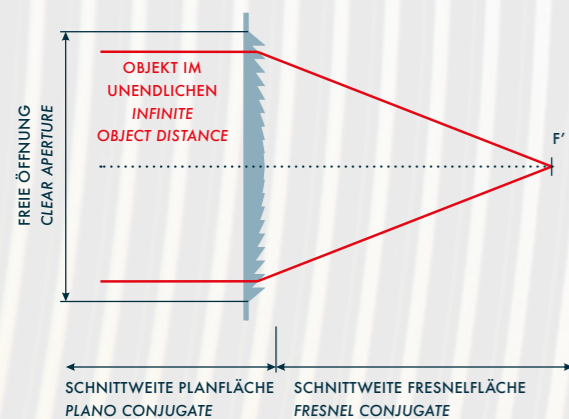 OBJEKT IM
UNENDLICHEN
INFINITE
OBJECT DISTANCE
FREIE ÖFFNUNG
CLEAR APERTURE
F’
SCHNITTWEITE PLANFLÄCHE
PLANO CONJUGATE
SCHNITTWEITE FRESNELFLÄCHE
FRESNEL CONJUGATE